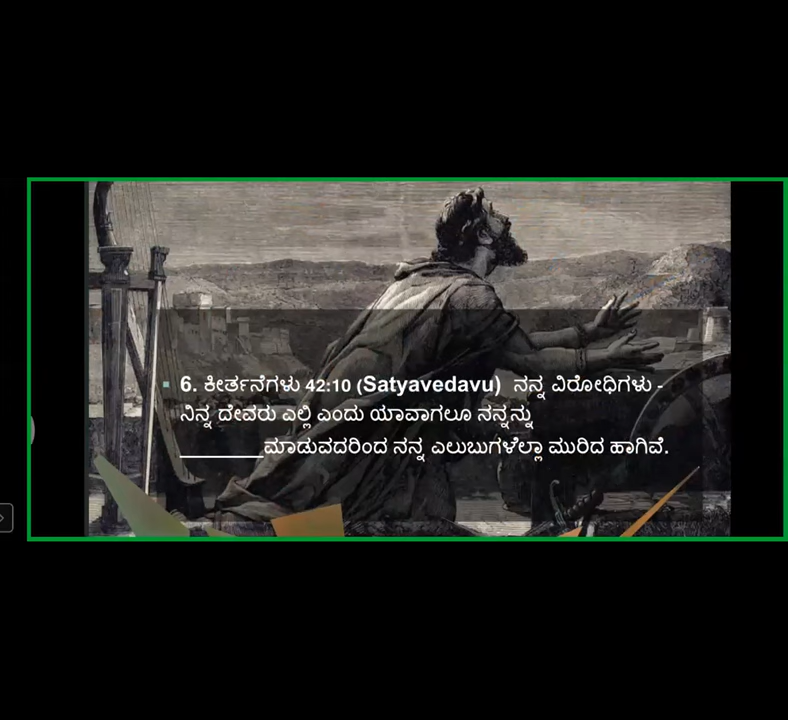 6. ಕೀರ್ತನೆಗಳು 42:10 (Satyavedavu) ನನ್ನ ವಿರೋಧಿಗಳು -
ನಿನ್ನ ದೇವರು ಎಲ್ಲಿ ಎಂದು ಯಾವಾಗಲೂ ನನ್ನನ್ನು
________ಮಾಡುವದರಿಂದ ನನ್ನ ಎಲುಬುಗಳೆಲ್ಲಾ ಮುರಿದ ಹಾಗಿವೆ.